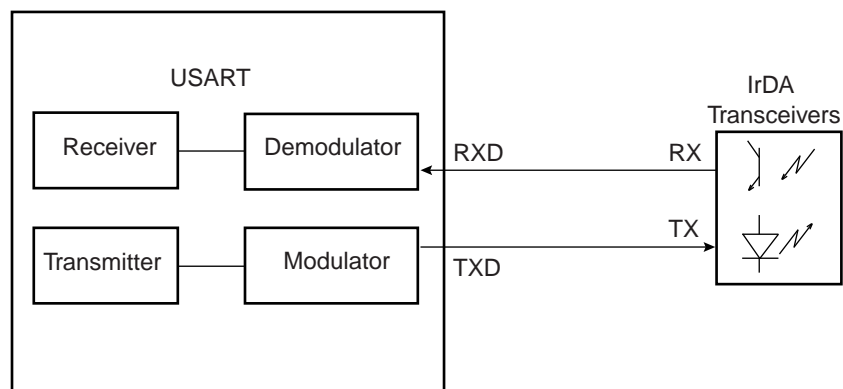 USART
IrDA
Transceivers
Receiver
Demodulator
RXD
RX
Transmitter
Modulator
TX
TXD